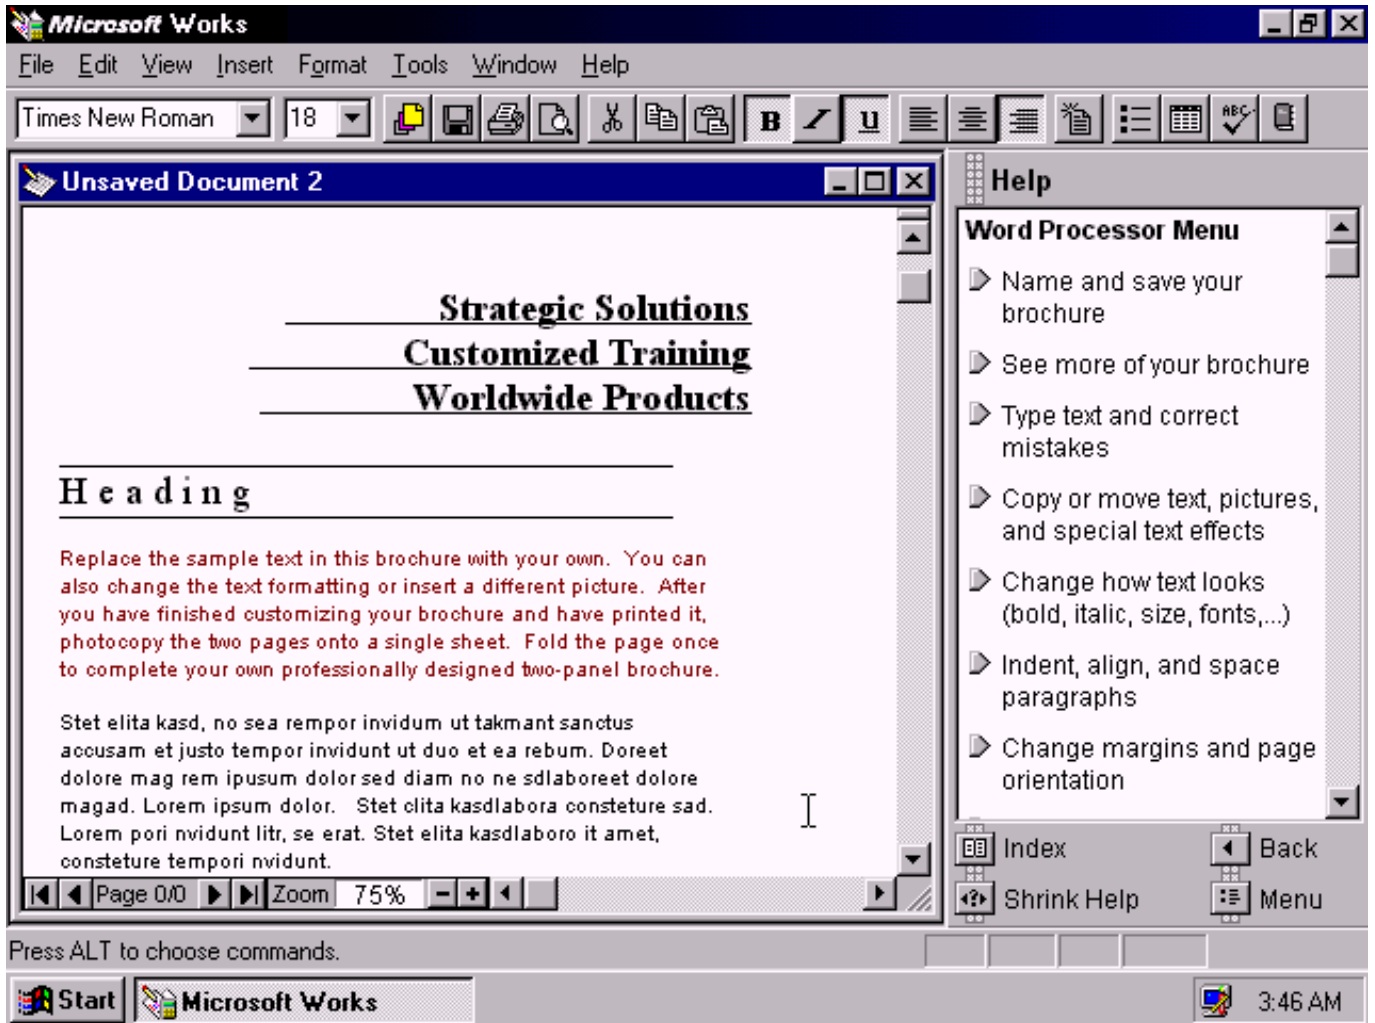 Microsoft Works
File Edit View Insert Format Tools Window Help
Times New Roman 18 B I u ABC
Unsaved Document 2
Strategic Solutions
Customized Training
Worldwide Products
Heading
Replace the sample text in this brochure with your own. You can
also change the text formatting or insert a different picture. After
you have finished customizing your brochure and have printed it,
photocopy the two pages onto a single sheet. Fold the page once
to complete your own professionally designed two-panel brochure.
Stet elita kasd, no sea rempor invidum ut takmant sanctus
accusam et justo tempor invidunt ut duo et ea rebum. Doreet
dolore mag rem ipusum dolor sed diam no ne sdlaboreet dolore
magad. Lorem ipsum dolor. Stet clita kasdlabora consteture sad.
Lorem pori nvidunt litr, se erat. Stet elita kasdlaboro it amet,
consteture tempori nvidunt.
Page 0/0 Zoom 75%
Help
Word Processor Menu
Name and save your
brochure
See more of your brochure
Type text and correct
mistakes
Copy or move text, pictures,
and special text effects
Change how text looks
(bold, italic, size, fonts,...)
Indent, align, and space
paragraphs
Change margins and page
orientation
Index Back
Shrink Help Menu
Press ALT to choose commands.
Start Microsoft Works 3:46 AM